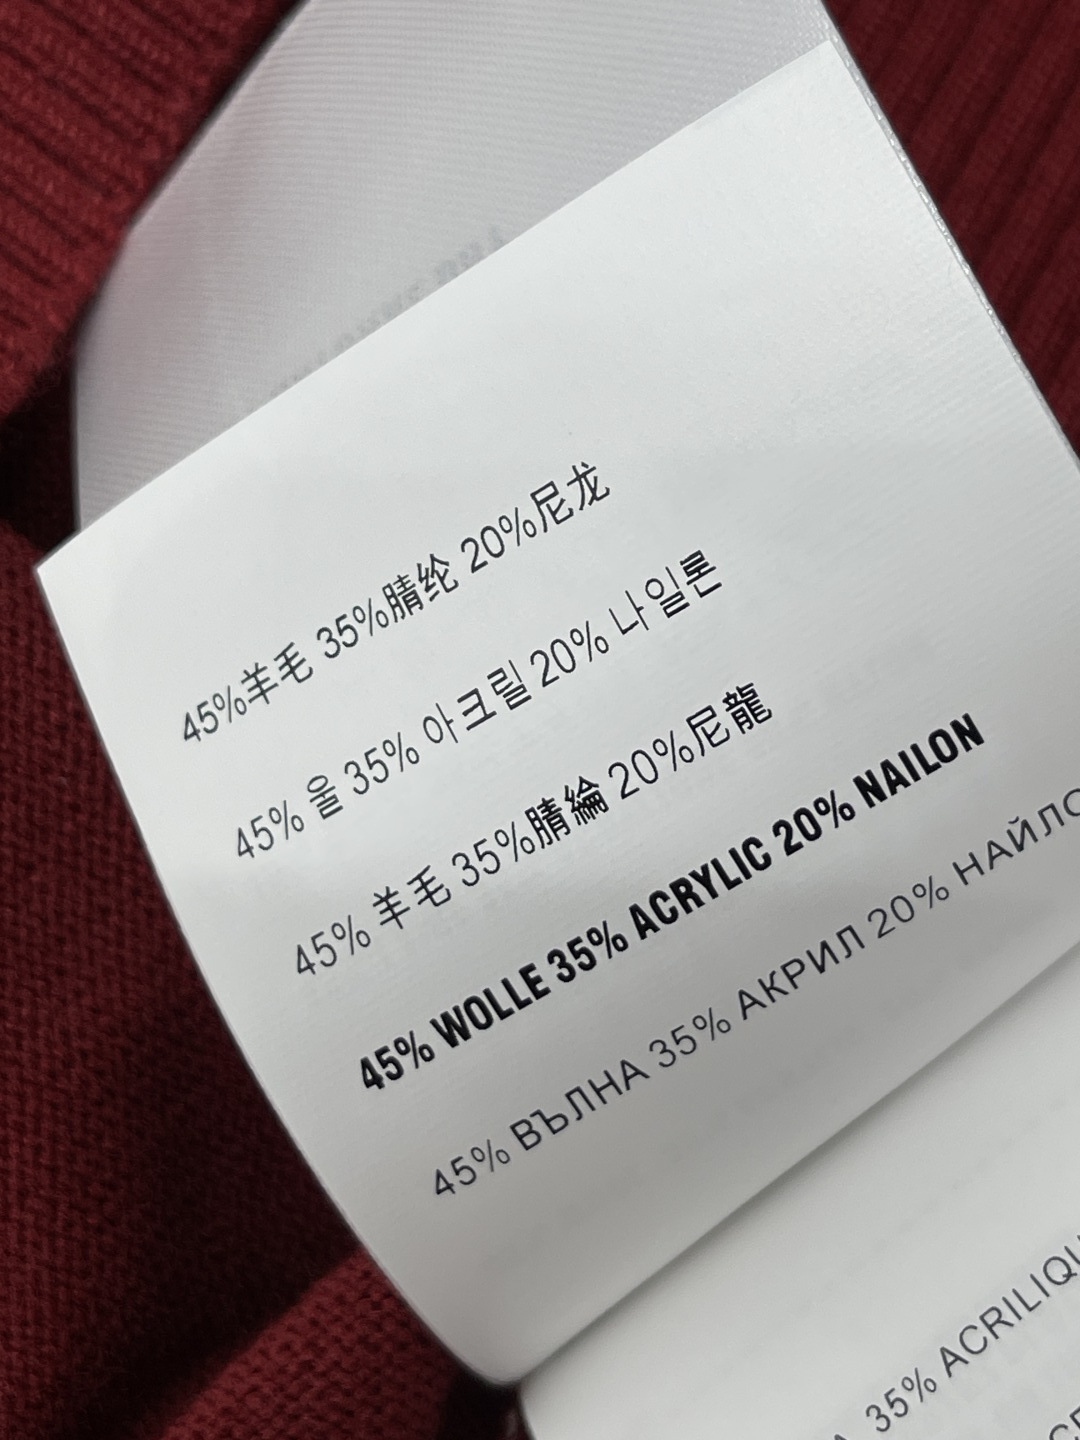 45%羊毛 35%腈纶 20%尼龙
45% 울 35% 아크릴 20% 나일론
45% 羊毛 35%腈綸 20%尼龍
45% WOLLE 35% ACRYLIC 20% NAILON
45% ВЪЛНА 35% АКРИЛ 20%
35%